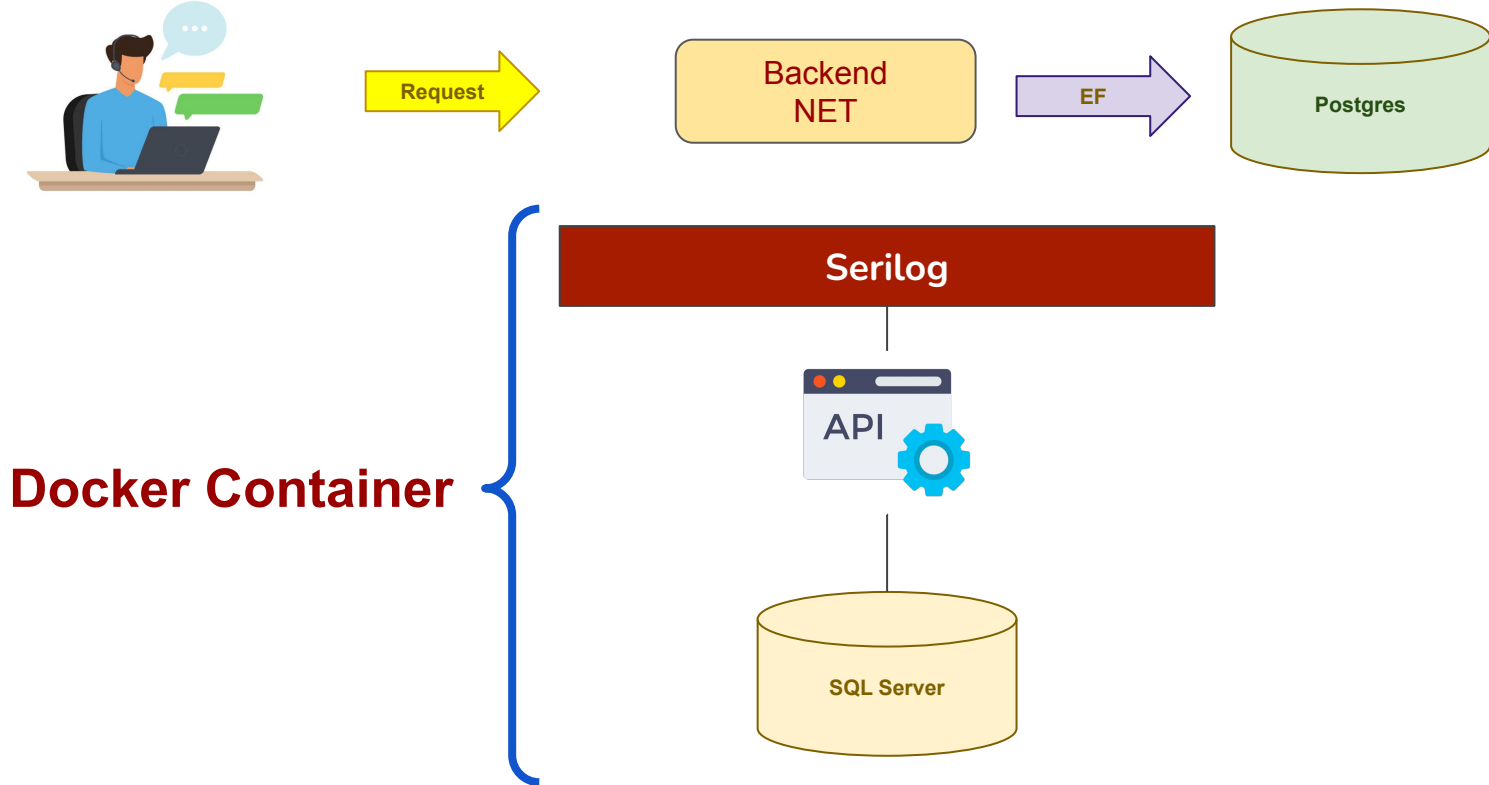 Request
Backend
NET
EF
Postgres
Serilog
API
Docker Container
SQL Server